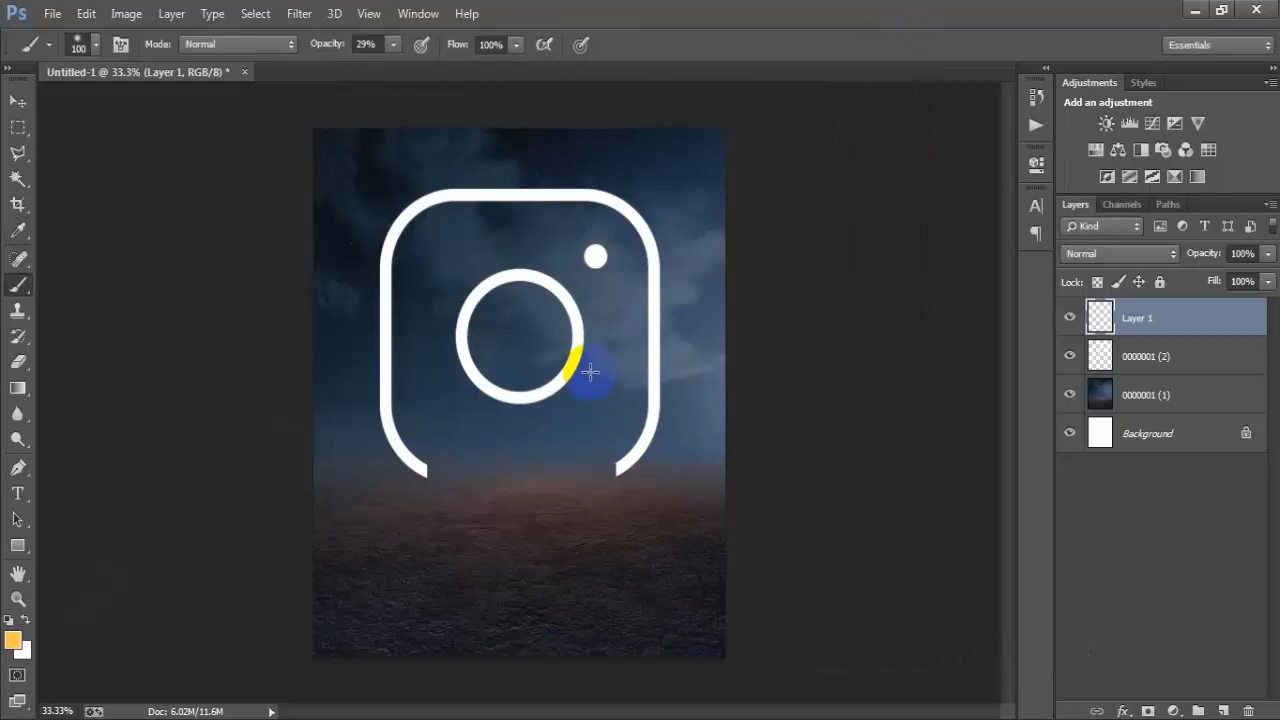 Ps File Edit Image Layer Type Select Filter 3D View Window Help
100 Mode: Normal Opacity: 29% Flow: 100% Essentials
Untitled-1 @ 33.3% (Layer 1, RGB/8) * ×
Adjustments Styles
Add an adjustment
Layers Channels Paths
Kind
Normal Opacity: 100%
Lock: Fill: 100%
Layer 1
0000001 (2)
0000001 (1)
Background
33.33% Doc: 6.02M/11.6M